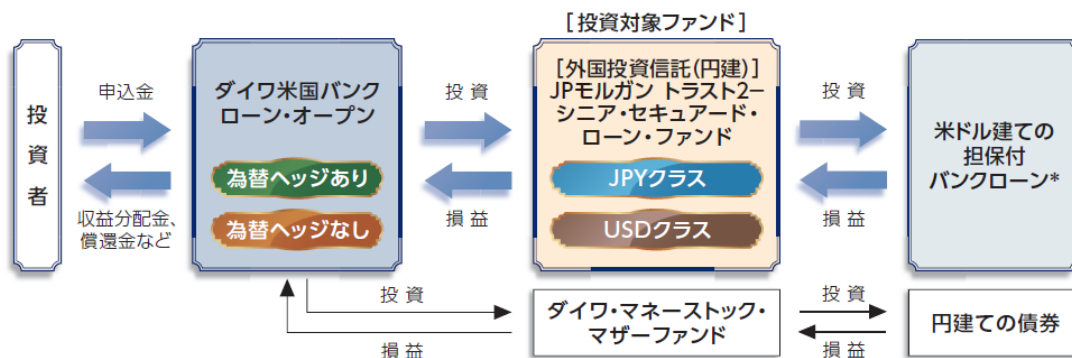 [投資対象ファンド]
投資者
申込金
収益分配金、
償還金など
ダイワ米国バンク
ローン・オープン
為替ヘッジあり
為替ヘッジなし
投 資
損 益
[外国投資信託(円建)]
JPモルガン トラスト2−
シニア・セキュアード・
ローン・ファンド
JPYクラス
USDクラス
投 資
損 益
米ドル建ての
担保付
バンクローン*
投 資
損 益
ダイワ・マネーストック・
マザーファンド
投 資
損 益
円建ての債券